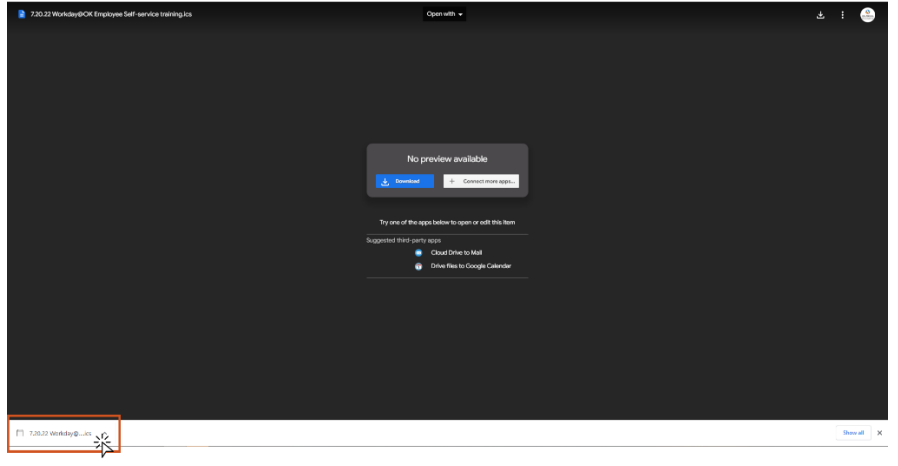 7.20.22 Workday@OK Employee Self-service training.ics
Open with
No preview available
Download
Connect more apps...
Try one of the apps below to open or edit this item
Suggested third-party apps
Cloud Drive to Mail
Drive files to Google Calendar
7.20.22 Workday@....ics
Show all